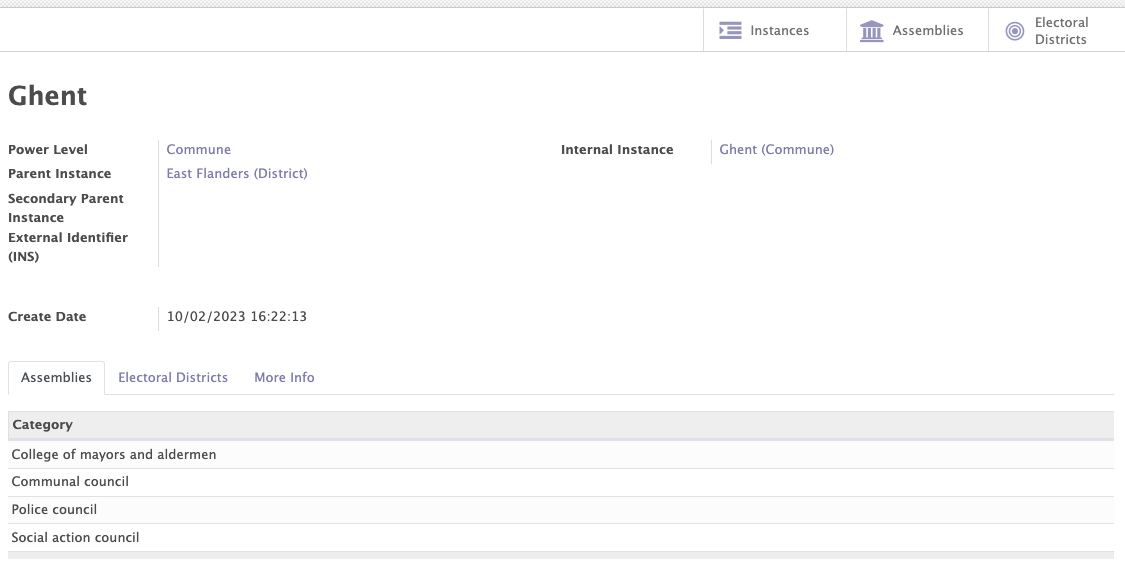 Instances
Assemblies
Electoral
Districts
Ghent
Power Level
Commune
Internal Instance
Ghent (Commune)
Parent Instance
East Flanders (District)
Secondary Parent
Instance
External Identifier
(INS)
Create Date
10/02/2023 16:22:13
Assemblies
Electoral Districts
More Info
Category
College of mayors and aldermen
Communal council
Police council
Social action council